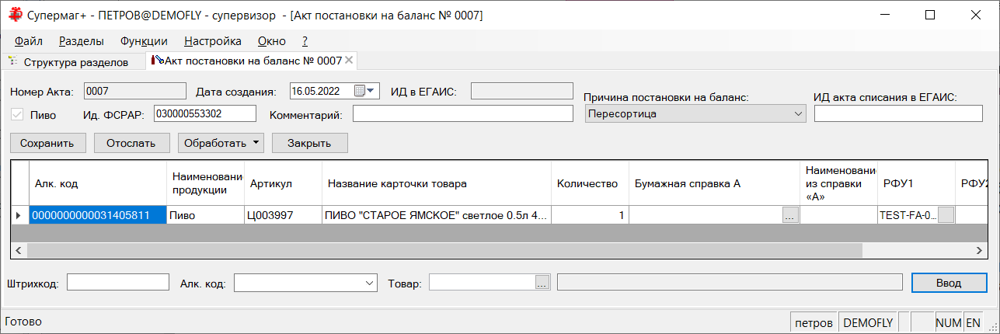 Супермаг+ - ПЕТРОВ@DEMOFLY - супервизор - [Акт постановки на баланс № 0007]
Файл Разделы Функции Настройка Окно ?
Структура разделов Акт постановки на баланс № 0007
Номер Акта: 0007 Дата создания: 16.05.2022 ИД в ЕГАИС: Причина постановки на баланс: ИД акта списания в ЕГАИС:
Пиво Ид. ФСРАР: 030000553302 Комментарий: Пересортица
Сохранить Отослать Обработать Закрыть
Алк. код Наименование продукции Артикул Название карточки товара Количество Бумажная справка А Наименование из справки «А» РФУ1 РФУ2
0000000000031405811 Пиво Ц003997 ПИВО "СТАРОЕ ЯМСКОЕ" светлое 0.5л 4... 1 ... TEST-FA-0...
Штрихкод: Алк. код: Товар: ... Ввод
Готово петров DEMOFLY NUM EN